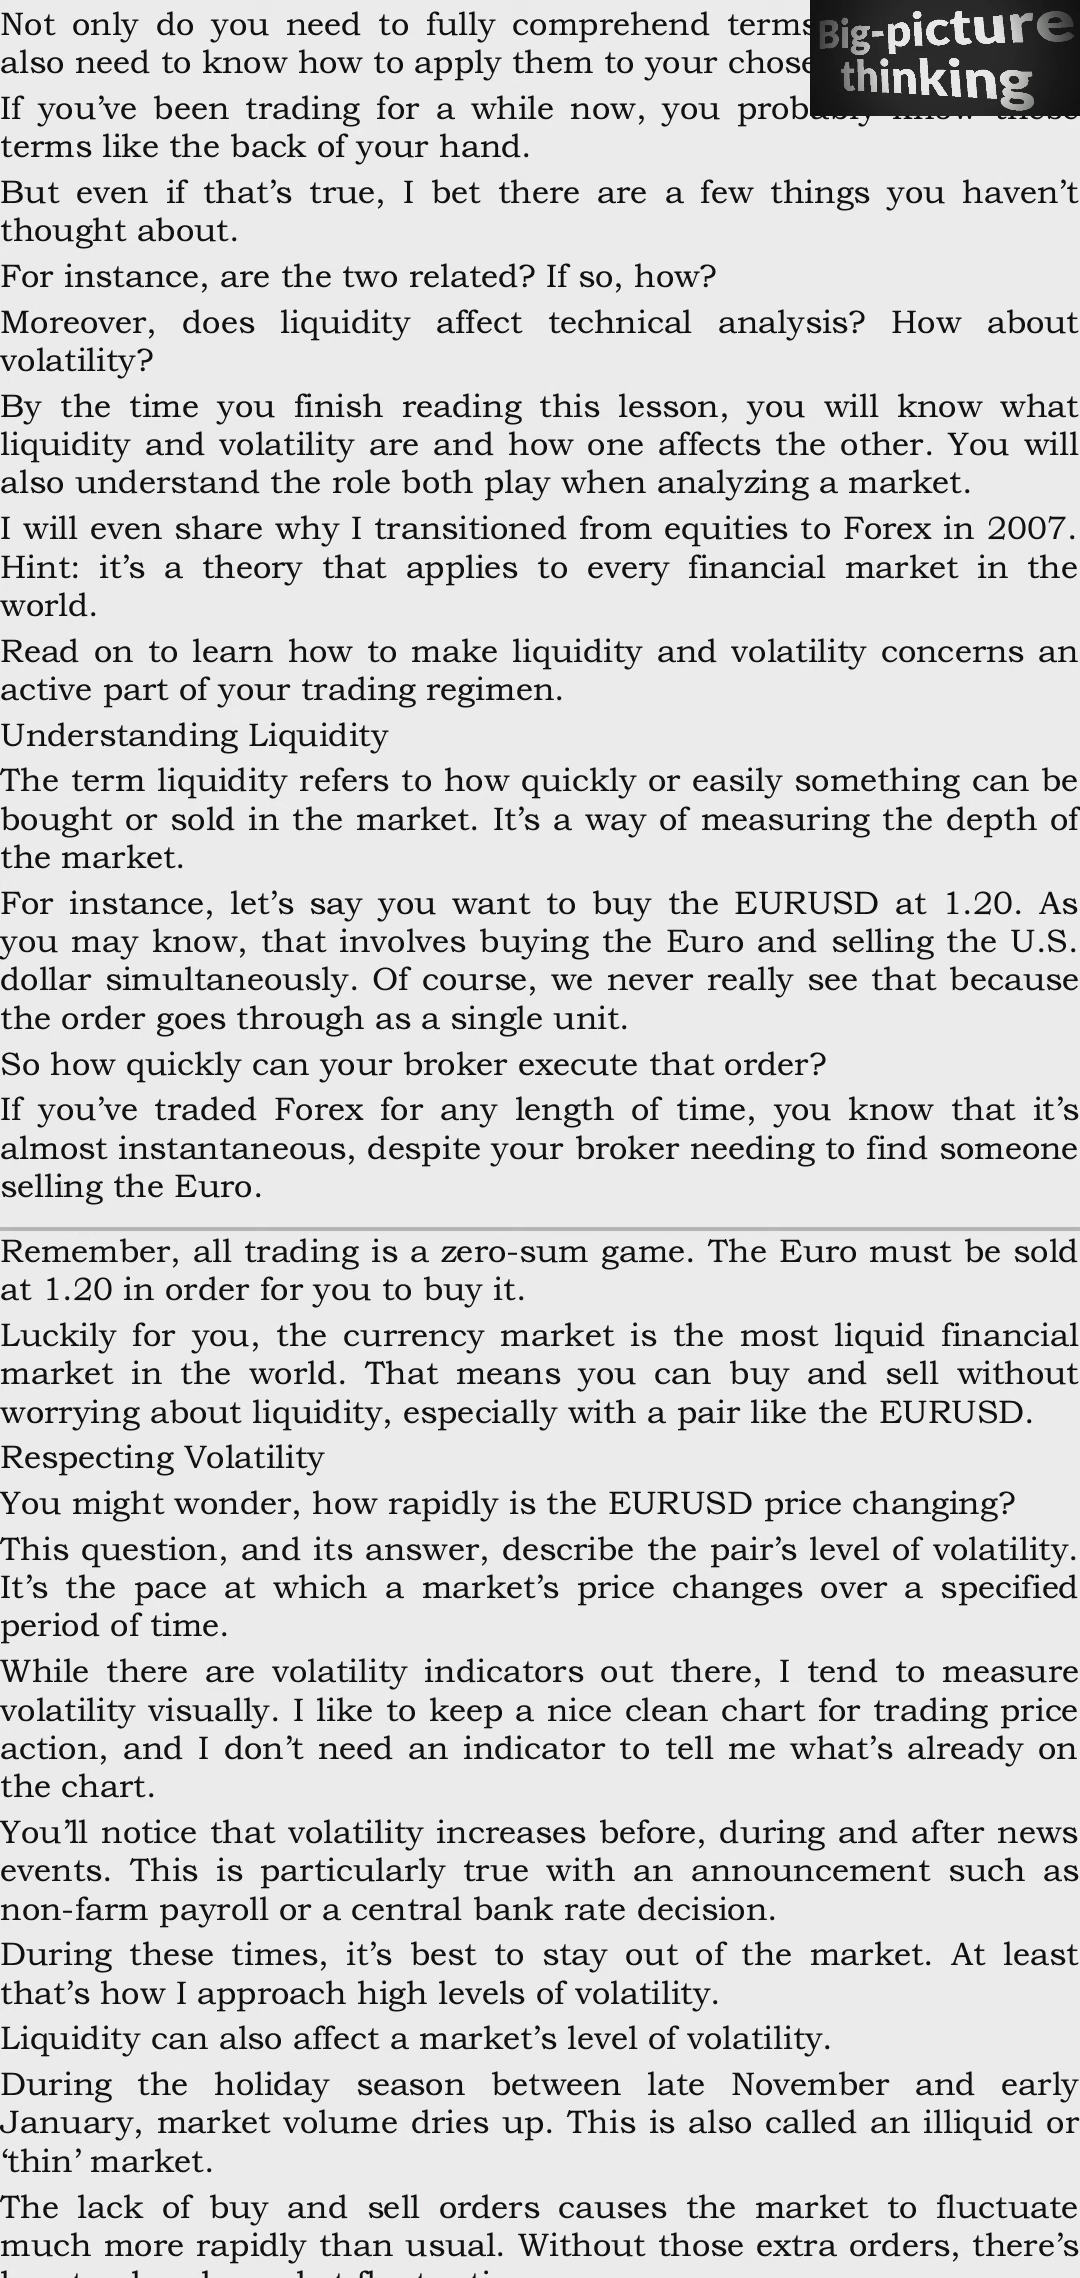 Not only do you need to fully comprehend terms
Big-picture
thinking
also need to know how to apply them to your chose
If you've been trading for a while now, you probably know these
terms like the back of your hand.
But even if that's true, I bet there are a few things you haven't
thought about.
For instance, are the two related? If so, how?
Moreover, does liquidity affect technical analysis? How about
volatility?
By the time you finish reading this lesson, you will know what
liquidity and volatility are and how one affects the other. You will
also understand the role both play when analyzing a market.
I will even share why I transitioned from equities to Forex in 2007.
Hint: it's a theory that applies to every financial market in the
world.
Read on to learn how to make liquidity and volatility concerns an
active part of your trading regimen.
Understanding Liquidity
The term liquidity refers to how quickly or easily something can be
bought or sold in the market. It's a way of measuring the depth of
the market.
For instance, let's say you want to buy the EURUSD at 1.20. As
you may know, that involves buying the Euro and selling the U.S.
dollar simultaneously. Of course, we never really see that because
the order goes through as a single unit.
So how quickly can your broker execute that order?
If you've traded Forex for any length of time, you know that it's
almost instantaneous, despite your broker needing to find someone
selling the Euro.
Remember, all trading is a zero-sum game. The Euro must be sold
at 1.20 in order for you to buy it.
Luckily for you, the currency market is the most liquid financial
market in the world. That means you can buy and sell without
worrying about liquidity, especially with a pair like the EURUSD.
Respecting Volatility
You might wonder, how rapidly is the EURUSD price changing?
This question, and its answer, describe the pair's level of volatility.
It's the pace at which a market's price changes over a specified
period of time.
While there are volatility indicators out there, I tend to measure
volatility visually. I like to keep a nice clean chart for trading price
action, and I don't need an indicator to tell me what's already on
the chart.
You'll notice that volatility increases before, during and after news
events. This is particularly true with an announcement such as
non-farm payroll or a central bank rate decision.
During these times, it's best to stay out of the market. At least
that's how I approach high levels of volatility.
Liquidity can also affect a market's level of volatility.
During the holiday season between late November and early
January, market volume dries up. This is also called an illiquid or
'thin' market.
The lack of buy and sell orders causes the market to fluctuate
much more rapidly than usual. Without those extra orders, there's